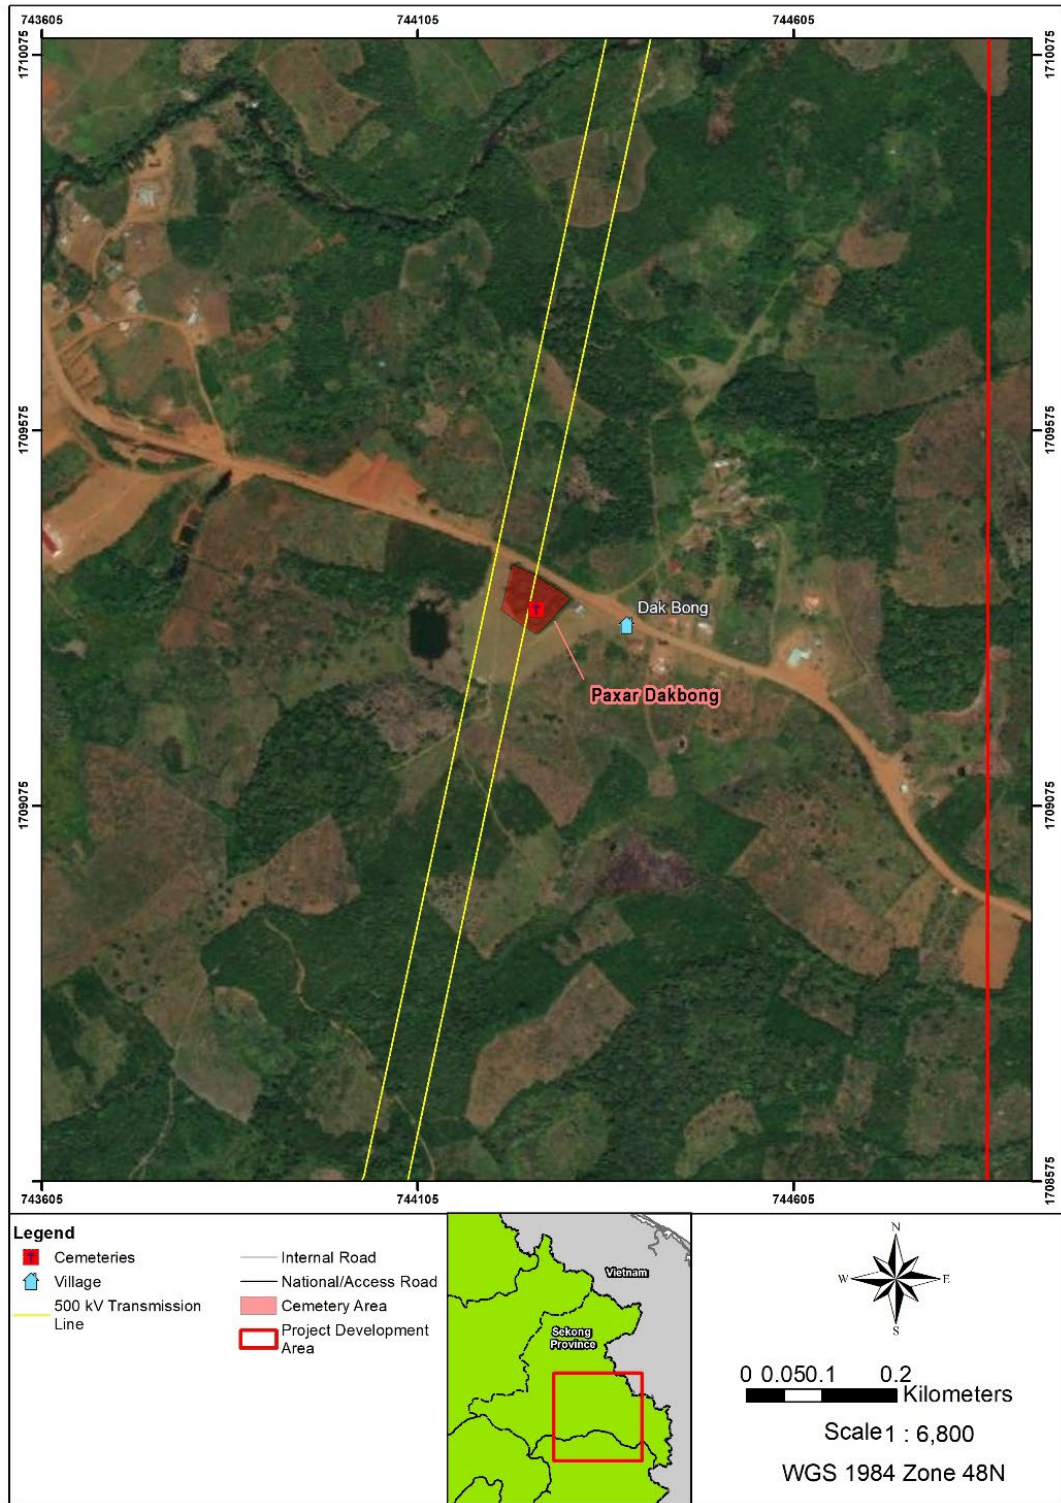 743605
744105
744605
1710075
1710075
1709575
1709575
Dak Bong
Paxar Dakbong
1709075
1709075
1708575
743605
744105
744605
Legend
Cemeteries
Village
500 kV Transmission
Line
Internal Road
National/Access Road
Cemetery Area
Project Development
Area
Vietnam
Sekong
Province
N
W
E
S
0 0.050.1 0.2
Kilometers
Scale 1 : 6,800
WGS 1984 Zone 48N